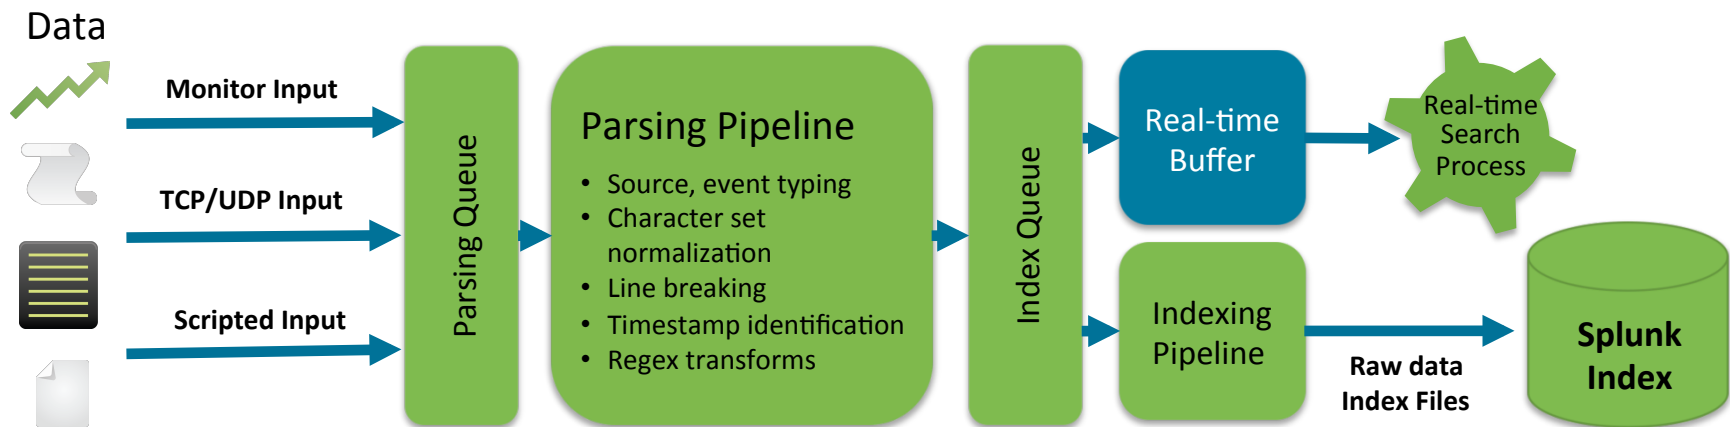 Data
Monitor Input
TCP/UDP Input
Scripted Input
Parsing Queue
Parsing Pipeline
• Source, event typing
• Character set
normalization
• Line breaking
• Timestamp identification
• Regex transforms
Index Queue
Real-time
Buffer
Real-time
Search
Process
Indexing
Pipeline
Raw data
Index Files
Splunk
Index